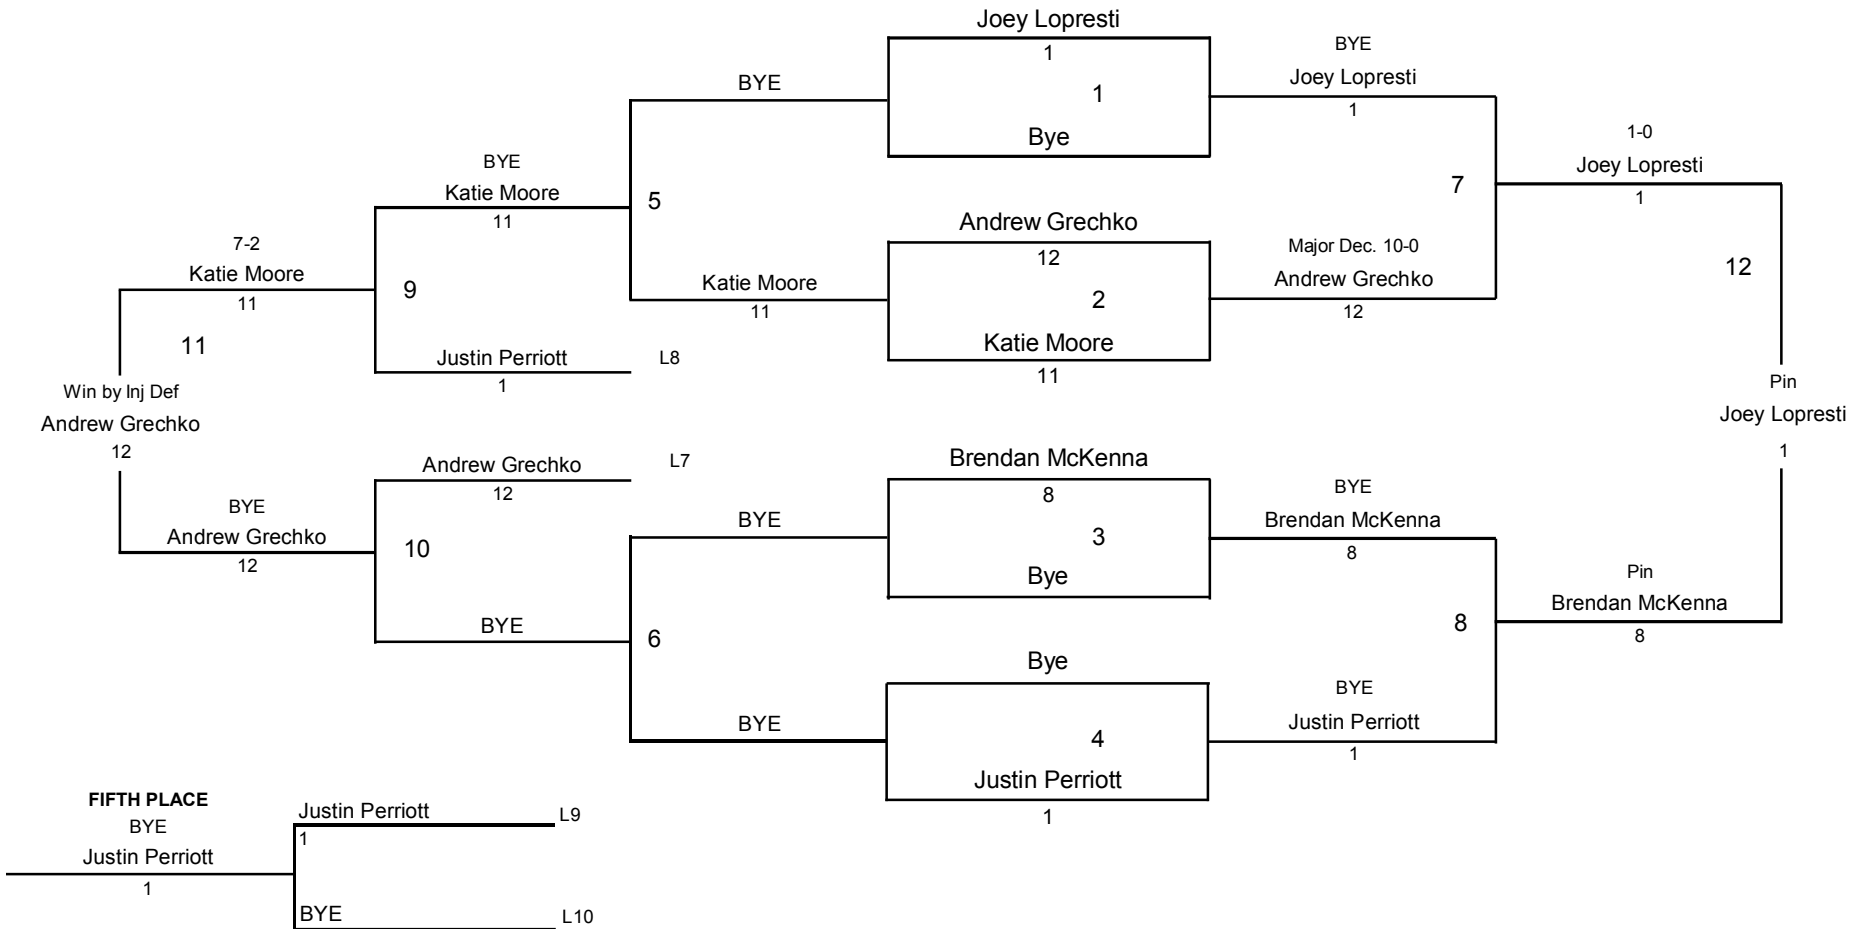 Joey Lopresti
1
1
Bye
BYE
Joey Lopresti
1
BYE
1-0
Joey Lopresti
1
BYE
Katie Moore
11
5
7
Andrew Grechko
12
2
Katie Moore
11
Major Dec. 10-0
Andrew Grechko
12
12
7-2
Katie Moore
11
9
Katie Moore
11
11
Justin Perriott
1
L8
Win by Inj Def
Andrew Grechko
12
Pin
Joey Lopresti
1
Andrew Grechko
12
L7
Brendan McKenna
8
3
Bye
BYE
Brendan McKenna
8
BYE
Andrew Grechko
12
10
BYE
BYE
6
8
Pin
Brendan McKenna
8
Bye
4
Justin Perriott
1
BYE
Justin Perriott
1
BYE
FIFTH PLACE
BYE
Justin Perriott
1
Justin Perriott
1
L9
BYE
L10